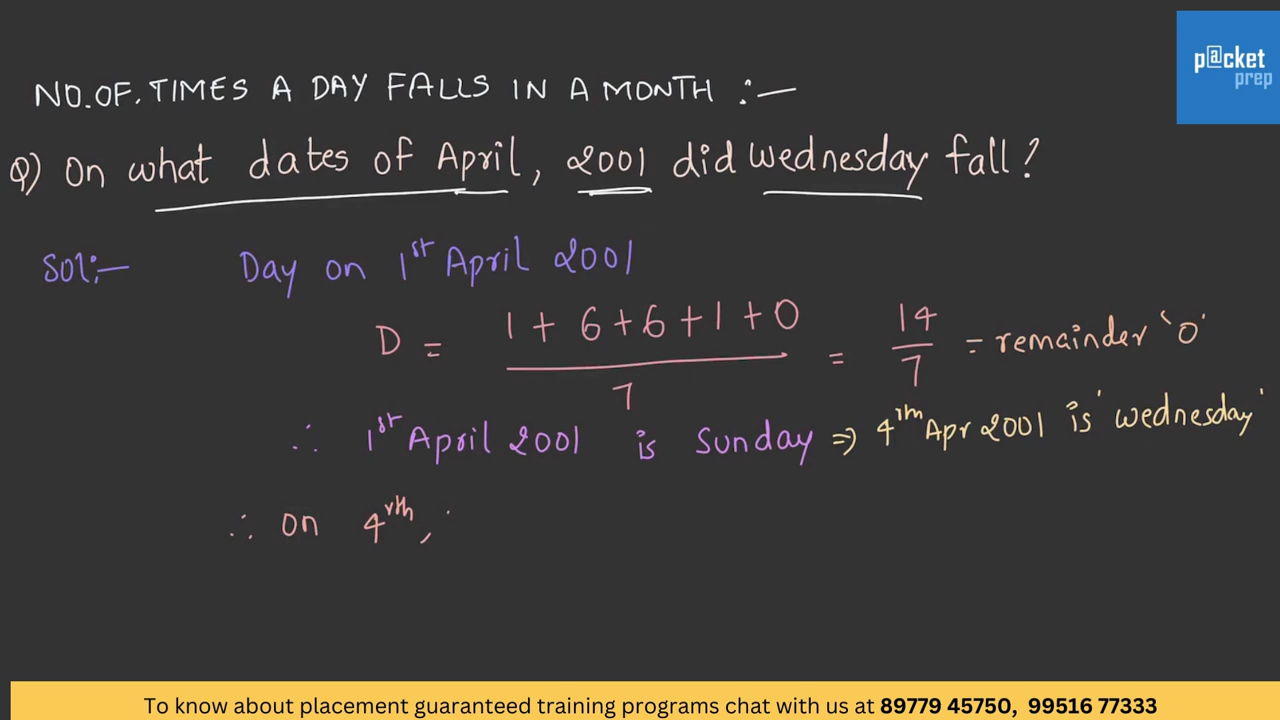 p@cket
prep
NO.OF.TIMES A DAY FALLS IN A MONTH :—
Q) On what dates of April, 2001 did Wednesday fall?
Sol:— Day on 1st April 2001
D = 1 + 6 + 6 + 1 + 0 / 7 = 14 / 7 = remainder '0'
∴ 1st April 2001 is Sunday ⇒ 4th Apr 2001 is 'Wednesday'
∴ on 4rth,
To know about placement guaranteed training programs chat with us at 89779 45750, 99516 77333